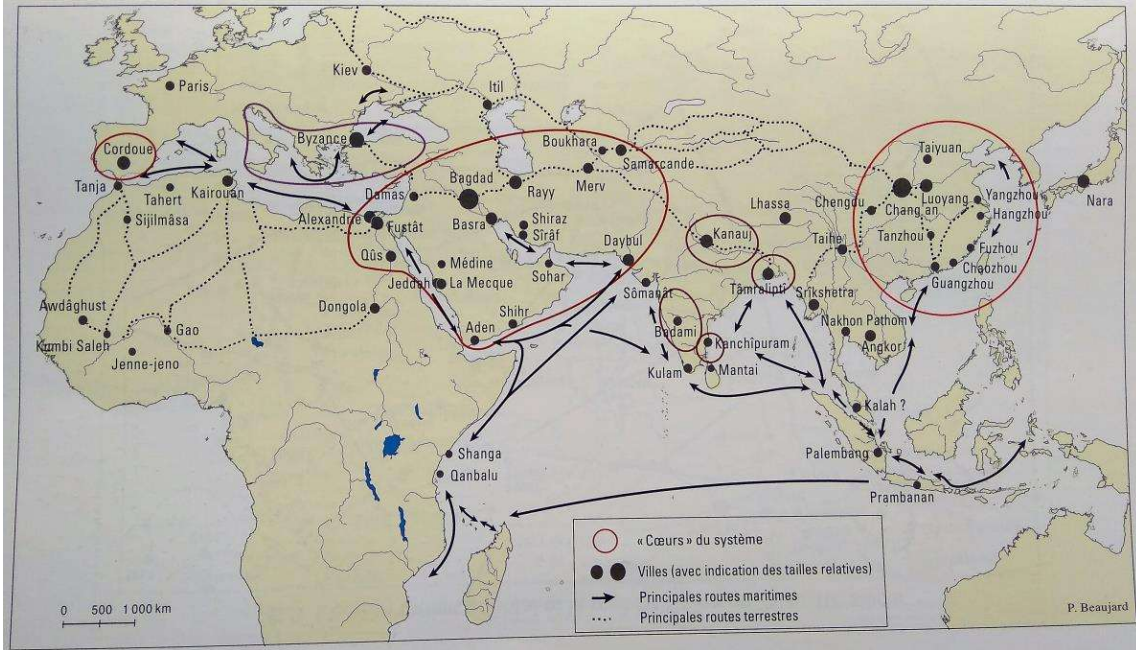 Kiev
Paris
Itil
Byzance
Cordoue
Boukhara
Samarcande
Taiyuan
Tanja
Tahert
Kairouan
Bagdad
Rayy
Merv
Damas
Chengdu
Chang'an
Luoyang
Yangzhou
Hangzhou
Nara
Lhassa
Sijilmâsa
Alexandrie
Fustât
Basra
Shiraz
Sîrâf
Kanauj
Taihe
Tanzhou
Fuzhou
Chaozhou
Guangzhou
Qûs
Médine
Sohar
Daybul
Jeddah
La Mecque
Sômanât
Tâmraliptî
Srikshetra
Awdâghust
Dongola
Shihr
Gao
Aden
Badami
Kanchîpuram
Nakhon Pathom
Angkor
Kumbi Saleh
Jenne-jeno
Kulam
Mantai
Kalah ?
Shanga
Qanbalu
Palembang
Prambanan
« Cœurs » du système
Villes (avec indication des tailles relatives)
Principales routes maritimes
Principales routes terrestres
0 500 1 000 km
P. Beaujard